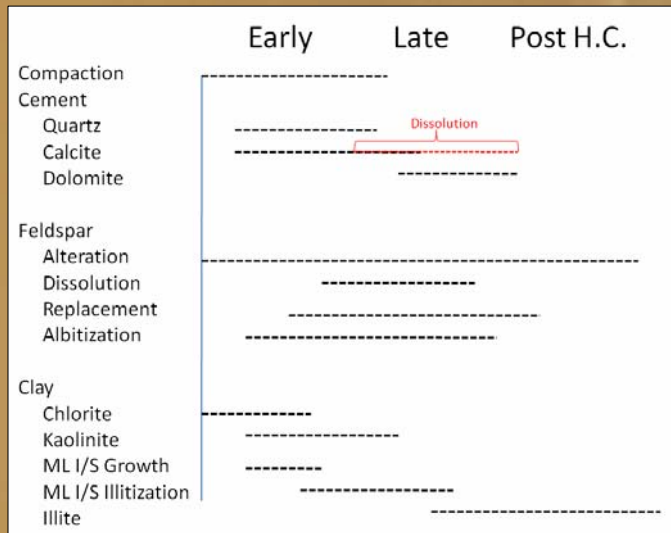 Early Late Post H.C.
Compaction
Cement
Dissolution
Quartz
Calcite
Dolomite
Feldspar
Alteration
Dissolution
Replacement
Albitization
Clay
Chlorite
Kaolinite
ML I/S Growth
ML I/S Illitization
Illite